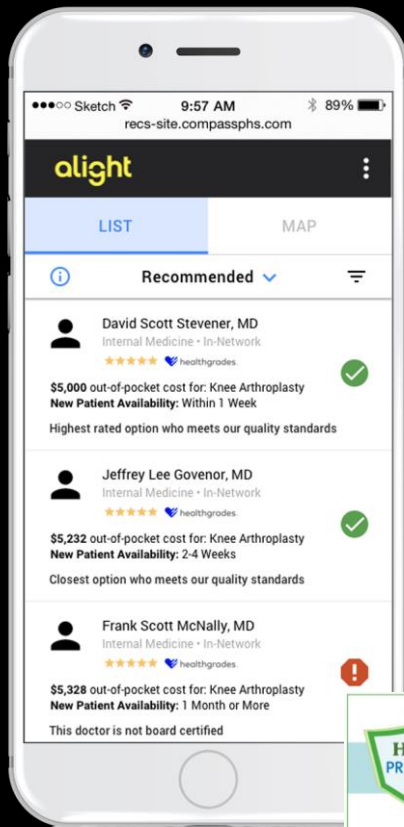 Sketch 9:57 AM 89%
recs-site.compassphs.com
alight
LIST MAP
Recommended
David Scott Stevener, MD
Internal Medicine • In-Network
healthgrades
$5,000 out-of-pocket cost for: Knee Arthroplasty
New Patient Availability: Within 1 Week
Highest rated option who meets our quality standards
Jeffrey Lee Govenor, MD
Internal Medicine • In-Network
healthgrades
$5,232 out-of-pocket cost for: Knee Arthroplasty
New Patient Availability: 2-4 Weeks
Closest option who meets our quality standards
Frank Scott McNally, MD
Internal Medicine • In-Network
healthgrades
$5,328 out-of-pocket cost for: Knee Arthroplasty
New Patient Availability: 1 Month or More
This doctor is not board certified